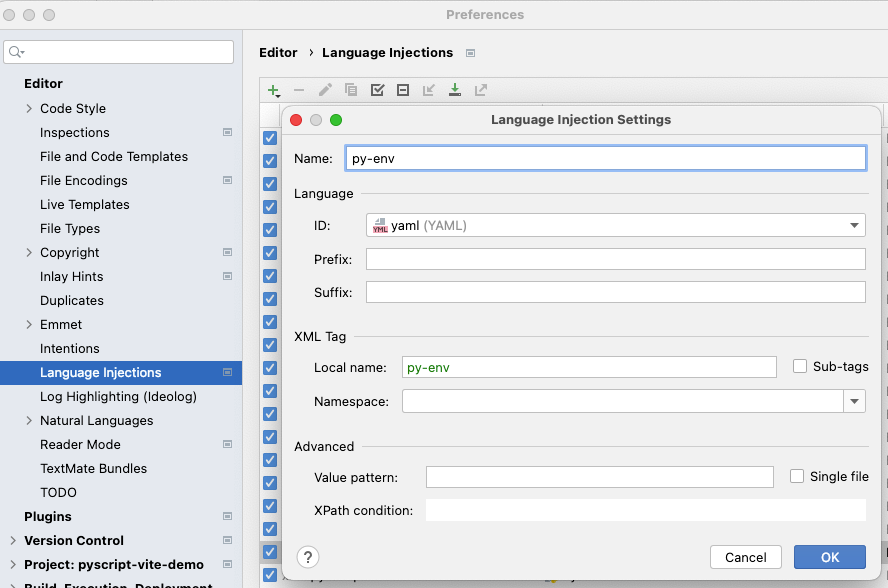 Preferences
Editor
Code Style
Inspections
File and Code Templates
File Encodings
Live Templates
File Types
Copyright
Inlay Hints
Duplicates
Emmet
Intentions
Language Injections
Log Highlighting (Ideolog)
Natural Languages
Reader Mode
TextMate Bundles
TODO
Plugins
Version Control
Project: pyscript-vite-demo
Build, Execution, Deployment
Editor › Language Injections
Language Injection Settings
Name: py-env
Language
ID: YML yaml (YAML)
Prefix:
Suffix:
XML Tag
Local name: py-env Sub-tags
Namespace:
Advanced
Value pattern: Single file
XPath condition:
? Cancel OK